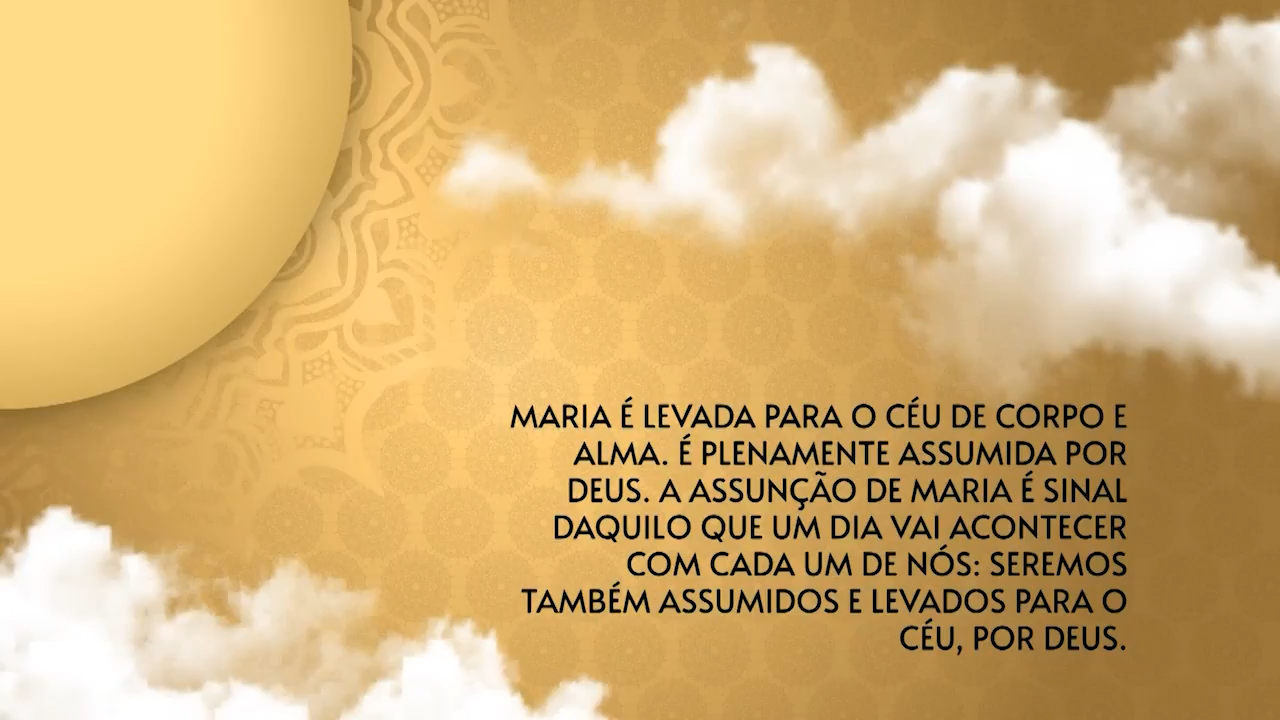 MARIA É LEVADA PARA O CÉU DE CORPO E
ALMA. É PLENAMENTE ASSUMIDA POR
DEUS. A ASSUNÇÃO DE MARIA É SINAL
DAQUILO QUE UM DIA VAI ACONTECER
COM CADA UM DE NÓS: SEREMOS
TAMBÉM ASSUMIDOS E LEVADOS PARA O
CÉU, POR DEUS.